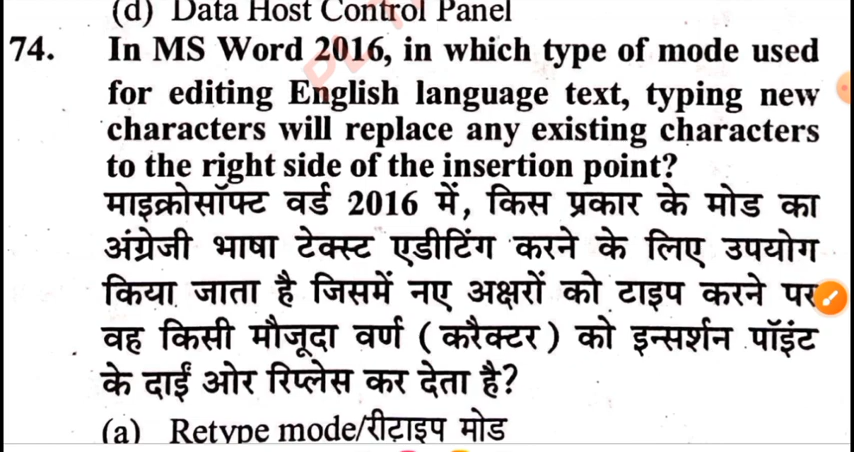 (d) Data Host Control Panel
74. In MS Word 2016, in which type of mode used
for editing English language text, typing new
characters will replace any existing characters
to the right side of the insertion point?
माइक्रोसॉफ्ट वर्ड 2016 में, किस प्रकार के मोड का
अंग्रेजी भाषा टेक्स्ट एडीटिंग करने के लिए उपयोग
किया जाता है जिसमें नए अक्षरों को टाइप करने पर
वह किसी मौजूदा वर्ण (करैक्टर) को इन्सर्शन पॉइंट
के दाईं ओर रिप्लेस कर देता है?
(a) Retype mode/रीटाइप मोड